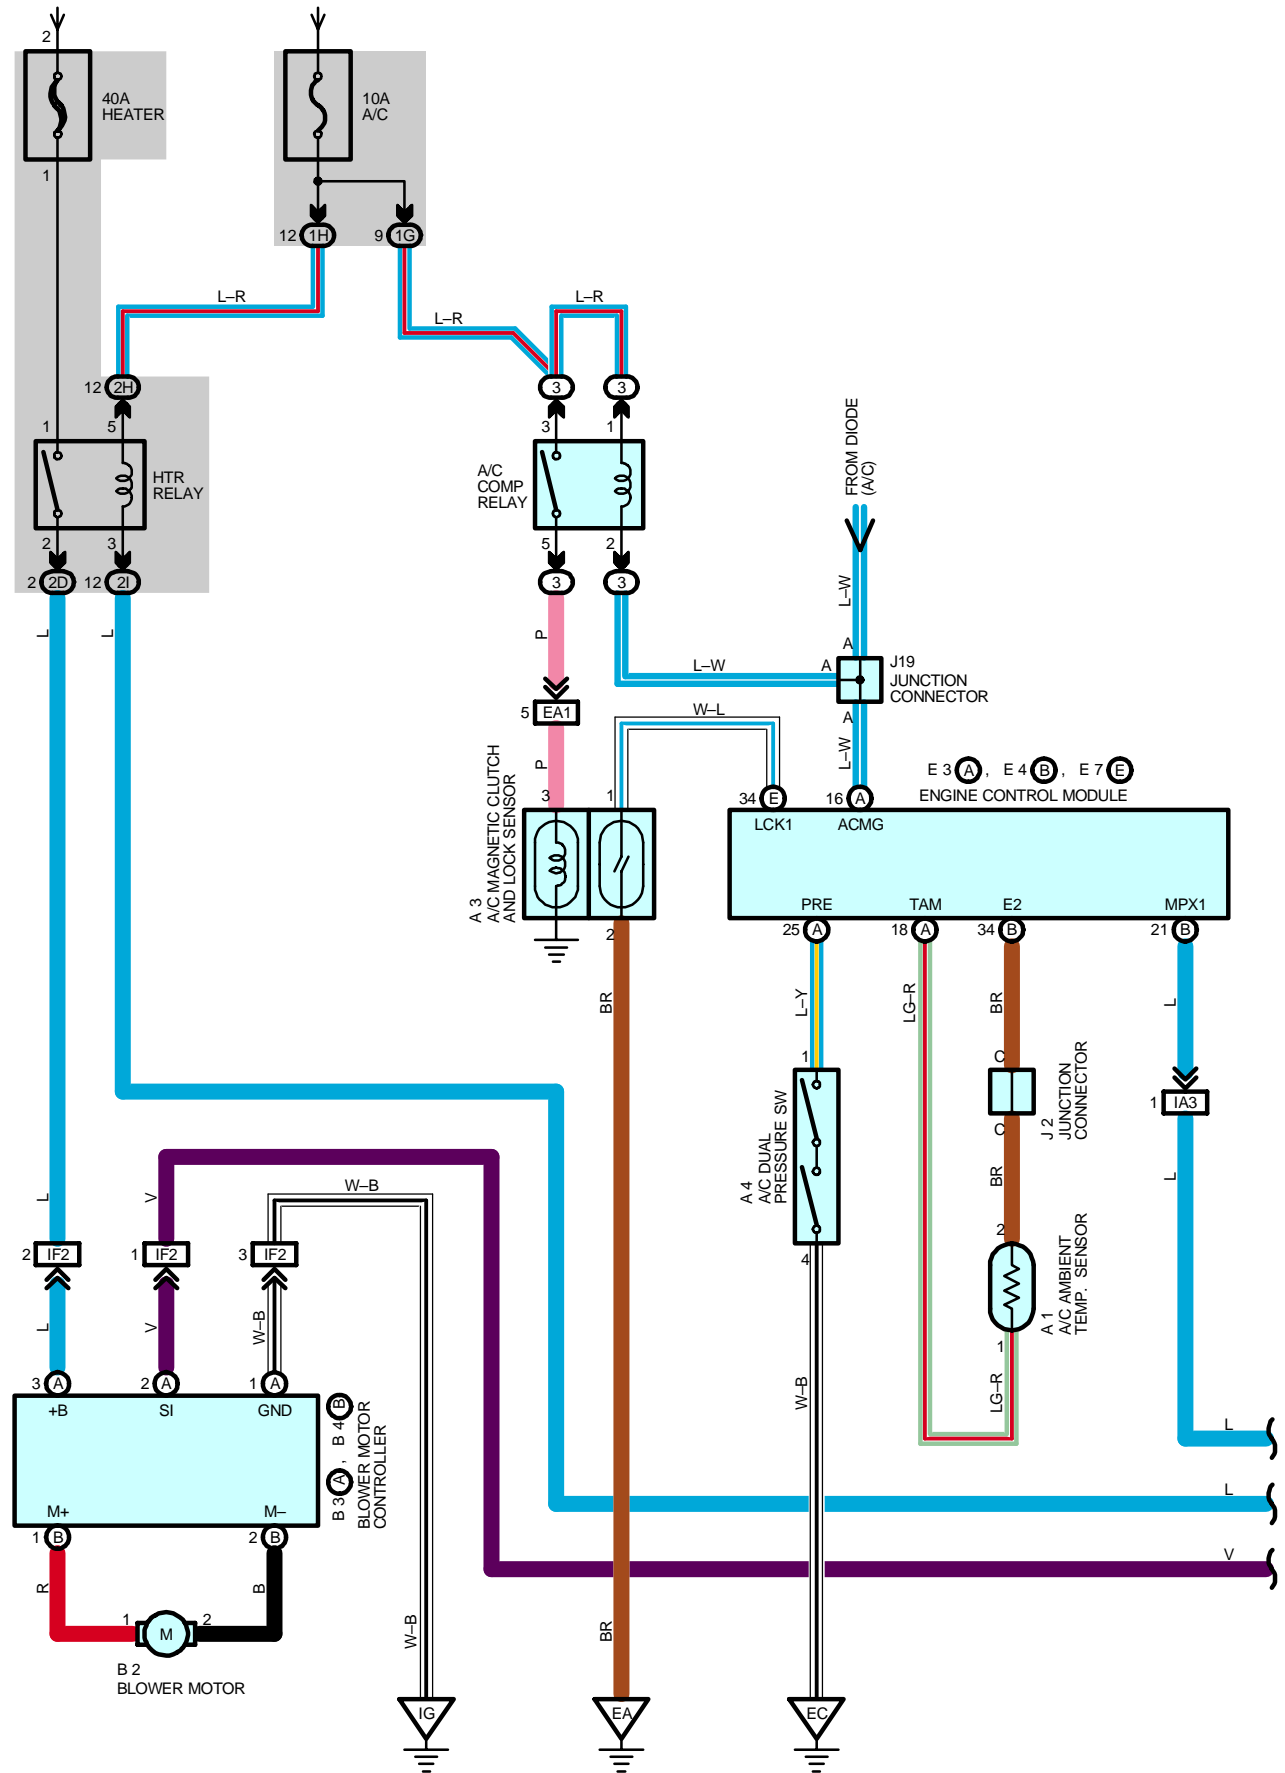 2
40A
HEATER
1
10A
A/C
12 1H
9 1G
L–R
L–R
L–R
12 2H
3
3
1
5
HTR
RELAY
2
3
2 2D
12 2I
3
1
A/C
COMP
RELAY
5
2
3
3
FROM DIODE
(A/C)
L–W
A
A
J19
JUNCTION
CONNECTOR
A
L–W
L–W
L
L
P
5 EA1
P
W–L
3
1
A 3
A/C MAGNETIC CLUTCH
AND LOCK SENSOR
2
BR
E 3 A , E 4 B , E 7 E
ENGINE CONTROL MODULE
34 E
16 A
LCK1
ACMG
PRE
TAM
E2
MPX1
25 A
18 A
34 B
21 B
L–Y
LG–R
BR
L
1
C
C
J 2
JUNCTION
CONNECTOR
1 IA3
A 4
A/C DUAL
PRESSURE SW
4
BR
L
2
A 1
A/C AMBIENT
TEMP. SENSOR
1
LG–R
W–B
L
V
W–B
2 IF2
1 IF2
3 IF2
L
V
W–B
3 A
2 A
1 A
+B
SI
GND
M+
M–
B 3 A , B 4 B
BLOWER MOTOR
CONTROLLER
1 B
2 B
R
B
1
M
2
B 2
BLOWER MOTOR
L
L
V
W–B
BR
IG
EA
EC